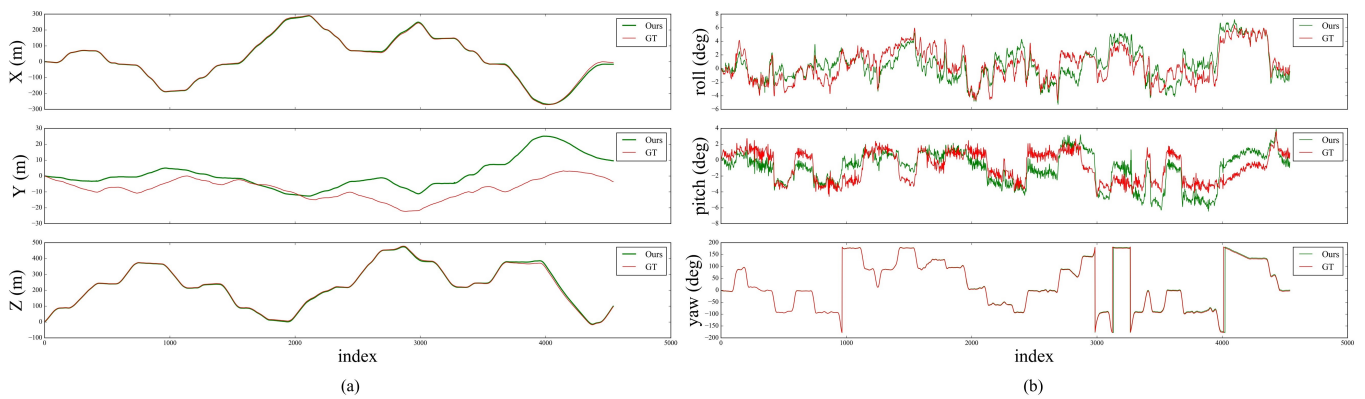 X (m)
300
200
100
0
−100
−200
−300
Ours
GT
Y (m)
30
20
10
0
−10
−20
−30
Ours
GT
Z (m)
500
400
300
200
100
0
−100
Ours
GT
0
1000
2000
3000
4000
5000
index
(a)
roll (deg)
8
6
4
2
0
−2
−4
−6
Ours
GT
pitch (deg)
4
2
0
−2
−4
−6
−8
Ours
GT
yaw (deg)
200
150
100
50
0
−50
−100
−150
−200
Ours
GT
0
1000
2000
3000
4000
5000
index
(b)